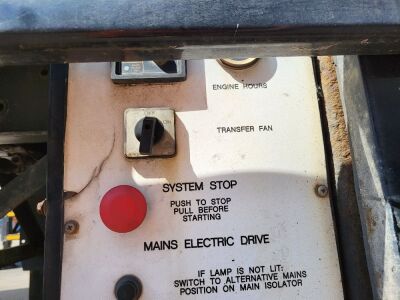 ENGINE HOURS
OFF
TRANSFER FAN
SYSTEM STOP
PUSH TO STOP
PULL BEFORE
STARTING
MAINS ELECTRIC DRIVE
IF LAMP IS NOT LIT:
SWITCH TO ALTERNATIVE MAINS
POSITION ON MAIN ISOLATOR